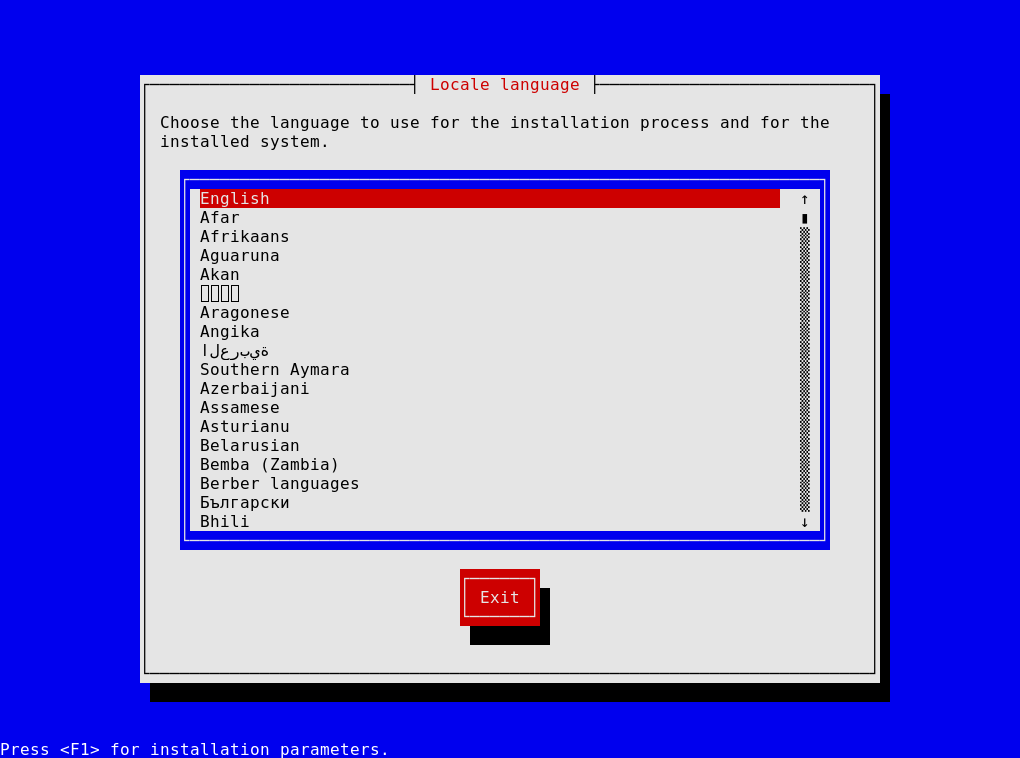 Locale language
Choose the language to use for the installation process and for the
installed system.
English
Afar
Afrikaans
Aguaruna
Akan
Aragonese
Angika
العربية
Southern Aymara
Azerbaijani
Assamese
Asturianu
Belarusian
Bemba (Zambia)
Berber languages
Български
Bhili
Exit
Press <F1> for installation parameters.